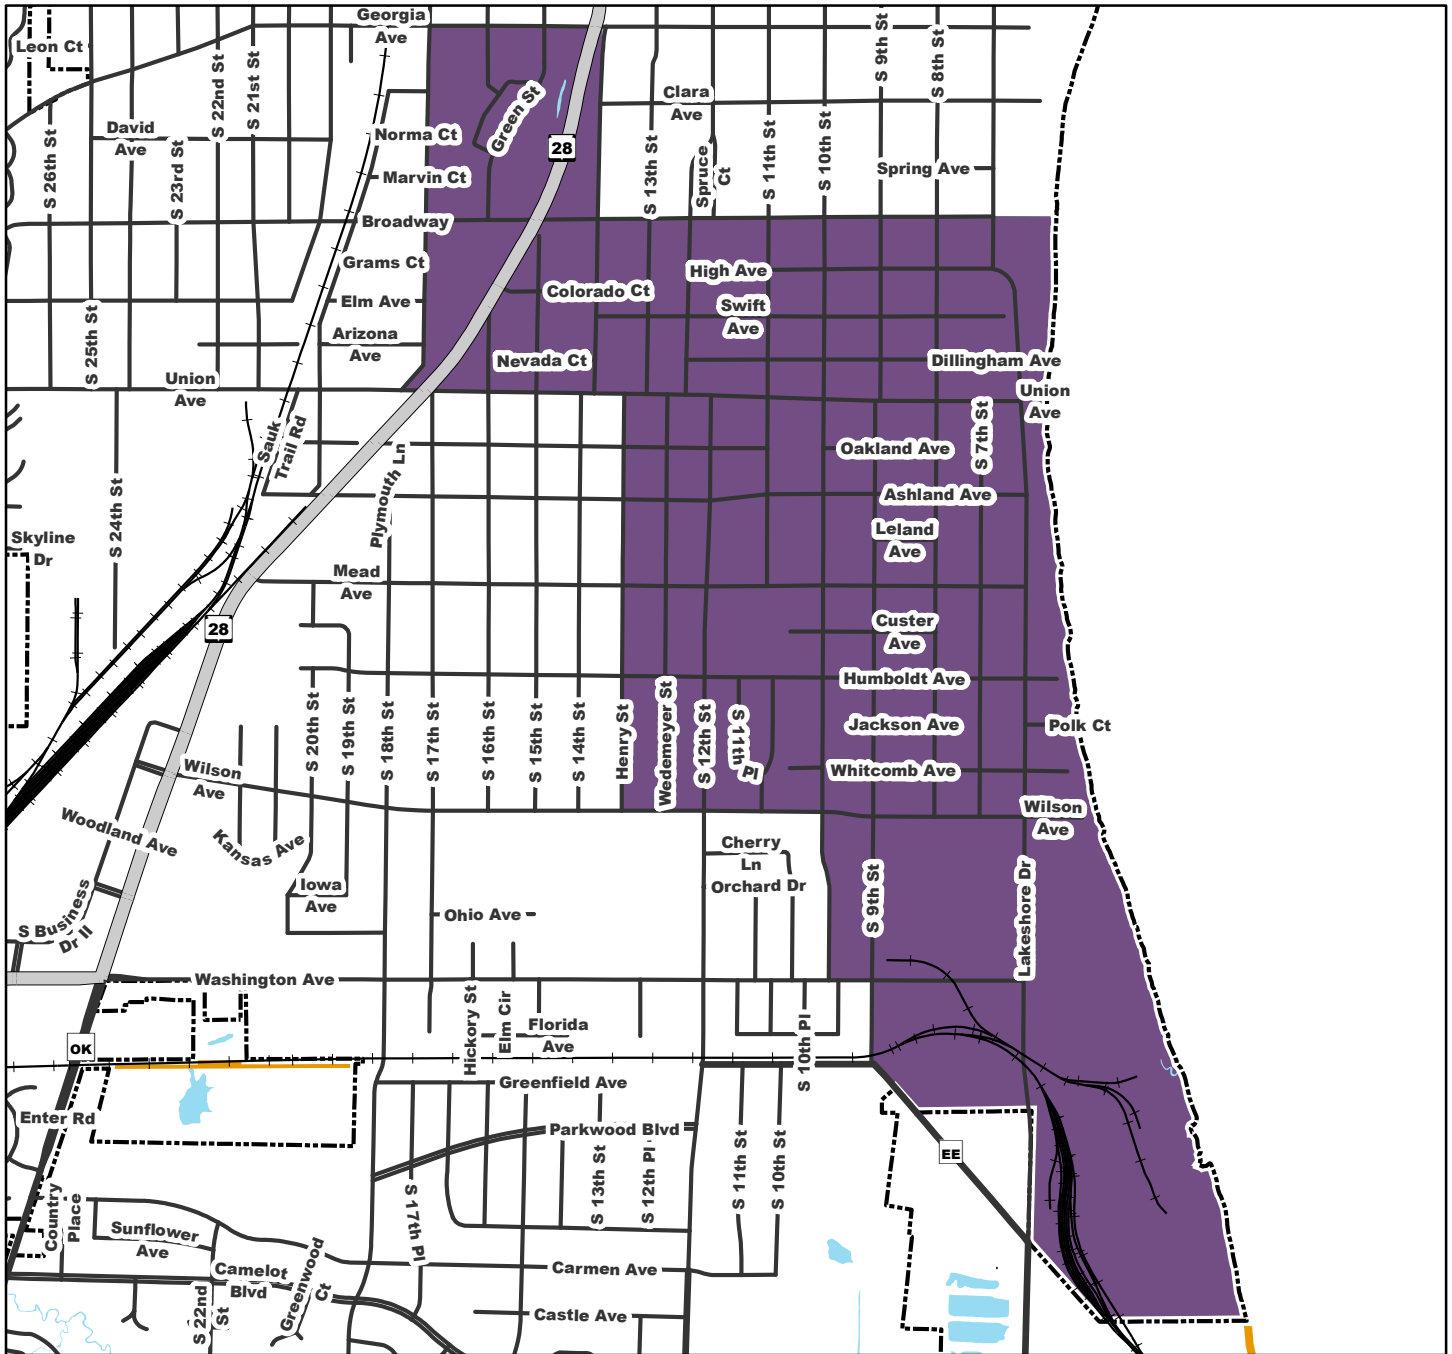 Georgia
Ave
Leon Ct
S 22nd St
S 21st St
S 9th St
S 8th St
Green St
Clara
Ave
David
Ave
Norma Ct
28
S 26th St
S 23rd St
S 13th St
Spruce
Ct
S 11th St
S 10th St
Spring Ave
Marvin Ct
Broadway
Grams Ct
High Ave
Elm Ave
Colorado Ct
Swift
Ave
S 25th St
Arizona
Ave
Nevada Ct
Dillingham Ave
Union
Ave
Union
Ave
Sauk
Trail Rd
Plymouth Ln
Oakland Ave
S 7th St
Ashland Ave
S 24th St
Skyline
Dr
Leland
Ave
Mead
Ave
28
Custer
Ave
Humboldt Ave
S 20th St
S 19th St
S 18th St
S 17th St
S 16th St
S 15th St
S 14th St
Henry St
Wedemeyer St
S 12th St
S 11th
Pl
Jackson Ave
Polk Ct
Wilson
Ave
Whitcomb Ave
Wilson
Ave
Woodland Ave
Kansas Ave
Cherry
Ln
Orchard Dr
S 9th St
Lakeshore Dr
Iowa
Ave
S Business
Dr II
Ohio Ave
Washington Ave
Hickory St
Elm Cir
Florida
Ave
S 10th Pl
OK
Greenfield Ave
Enter Rd
Parkwood Blvd
EE
S 13th St
S 12th Pl
S 11th St
S 10th St
Country
Place
S 17th Pl
Sunflower
Ave
Camelot
Blvd
Greenwood
Ct
Carmen Ave
S 22nd
St
Castle Ave